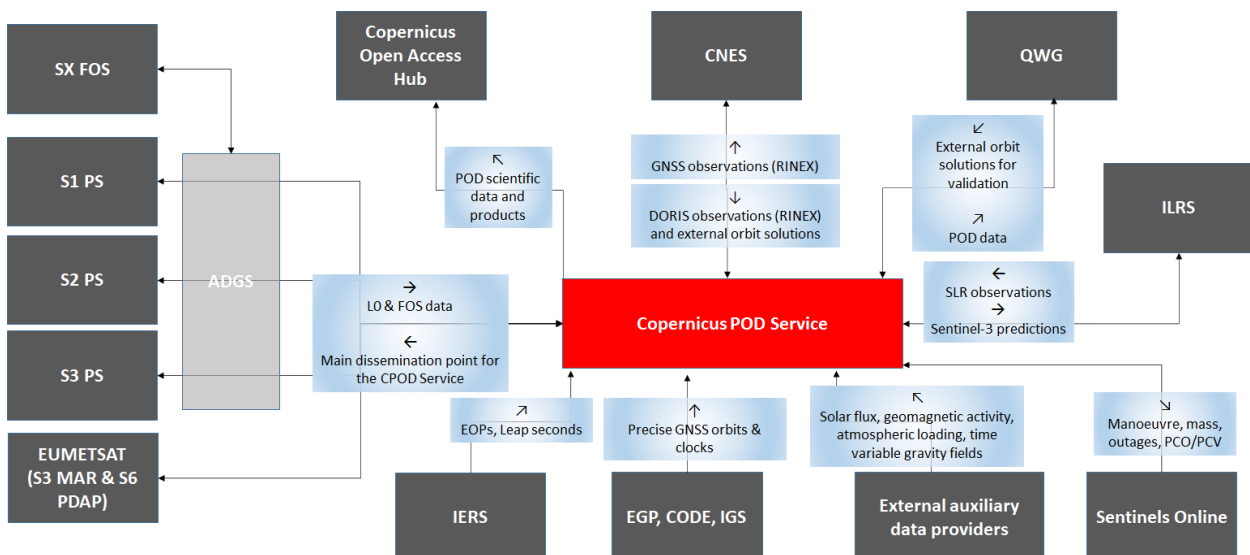 SX FOS
S1 PS
S2 PS
S3 PS
EUMETSAT
(S3 MAR & S6
PDAP)
ADGS
Copernicus
Open Access
Hub
CNES
QWG
ILRS
↖
POD scientific
data and
products
↑
GNSS observations (RINEX)
↓
DORIS observations (RINEX)
and external orbit solutions
↙
External orbit
solutions for
validation
↗
POD data
←
SLR observations
→
Sentinel-3 predictions
→
L0 & FOS data
←
Main dissemination point for
the CPOD Service
Copernicus POD Service
↗
EOPs, Leap seconds
↑
Precise GNSS orbits &
clocks
↖
Solar flux, geomagnetic activity,
atmospheric loading, time
variable gravity fields
↘
Manoeuvre, mass,
outages, PCO/PCV
IERS
EGP, CODE, IGS
External auxiliary
data providers
Sentinels Online